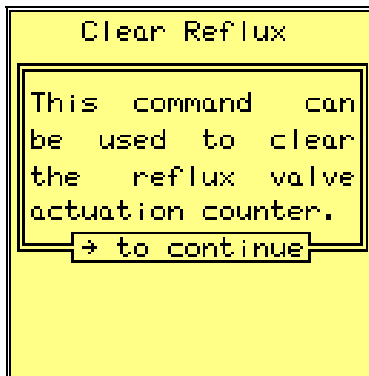 Clear Reflux
This command can
be used to clear
the reflux valve
actuation counter.
→ to continue